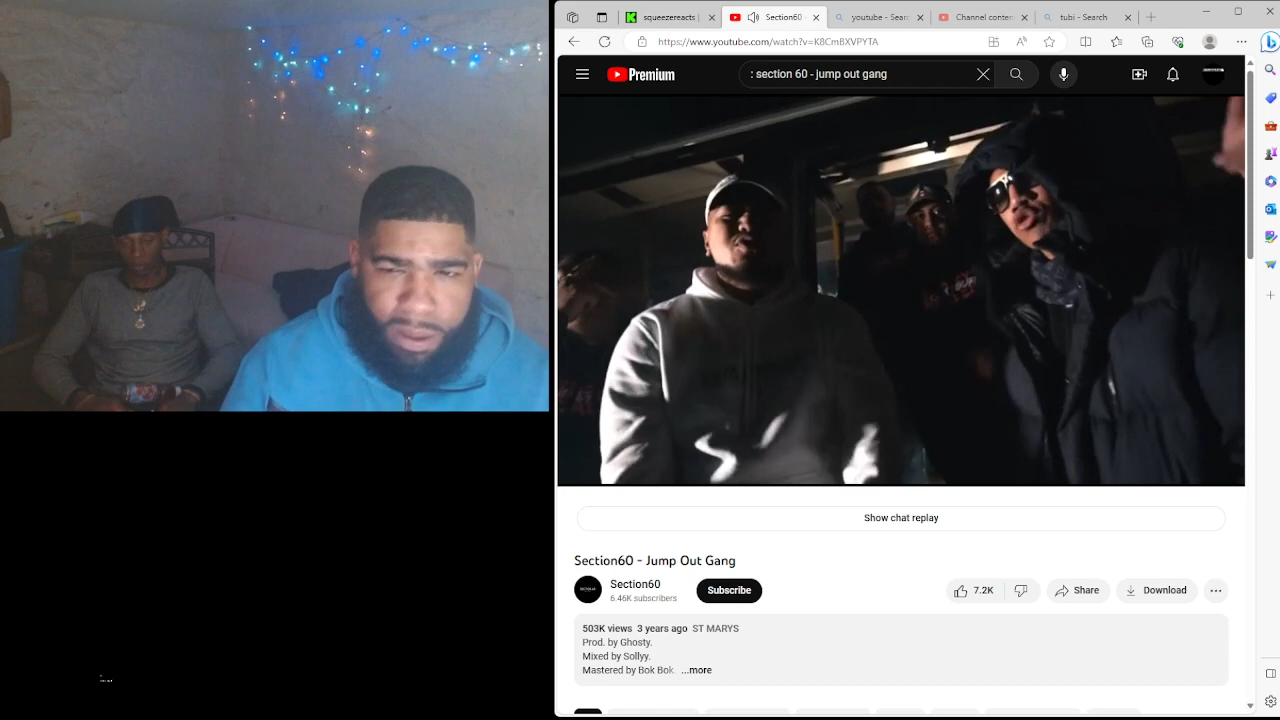 squeezereacts
Section60 -
youtube - Sear
Channel conten
tubi - Search
https://www.youtube.com/watch?v=K8CmBXVPYTA
Premium
: section 60 - jump out gang
Show chat replay
Section60 - Jump Out Gang
Section60
6.46K subscribers
Subscribe
7.2K
Share
Download
503K views 3 years ago ST MARYS
Prod. by Ghosty.
Mixed by Sollyy.
Mastered by Bok Bok. ...more